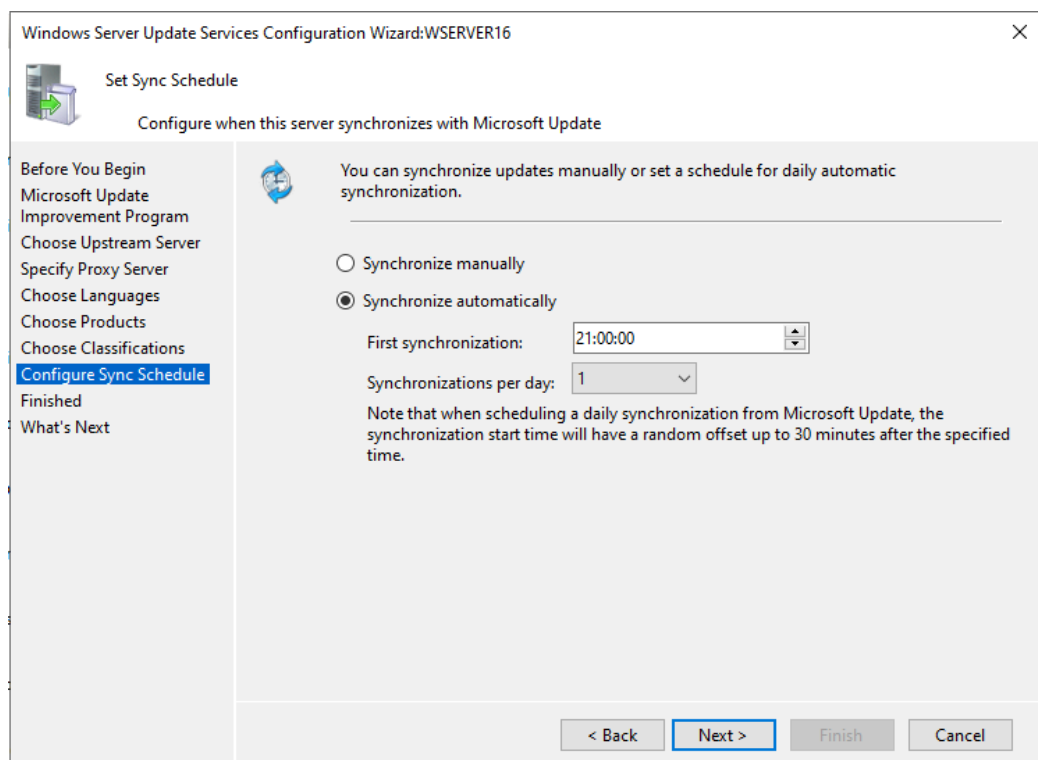 Windows Server Update Services Configuration Wizard:WSERVER16
Set Sync Schedule
Configure when this server synchronizes with Microsoft Update
Before You Begin
Microsoft Update
Improvement Program
Choose Upstream Server
Specify Proxy Server
Choose Languages
Choose Products
Choose Classifications
Configure Sync Schedule
Finished
What's Next
You can synchronize updates manually or set a schedule for daily automatic
synchronization.
Synchronize manually
Synchronize automatically
First synchronization:
21:00:00
Synchronizations per day:
1
Note that when scheduling a daily synchronization from Microsoft Update, the
synchronization start time will have a random offset up to 30 minutes after the specified
time.
< Back
Next >
Finish
Cancel